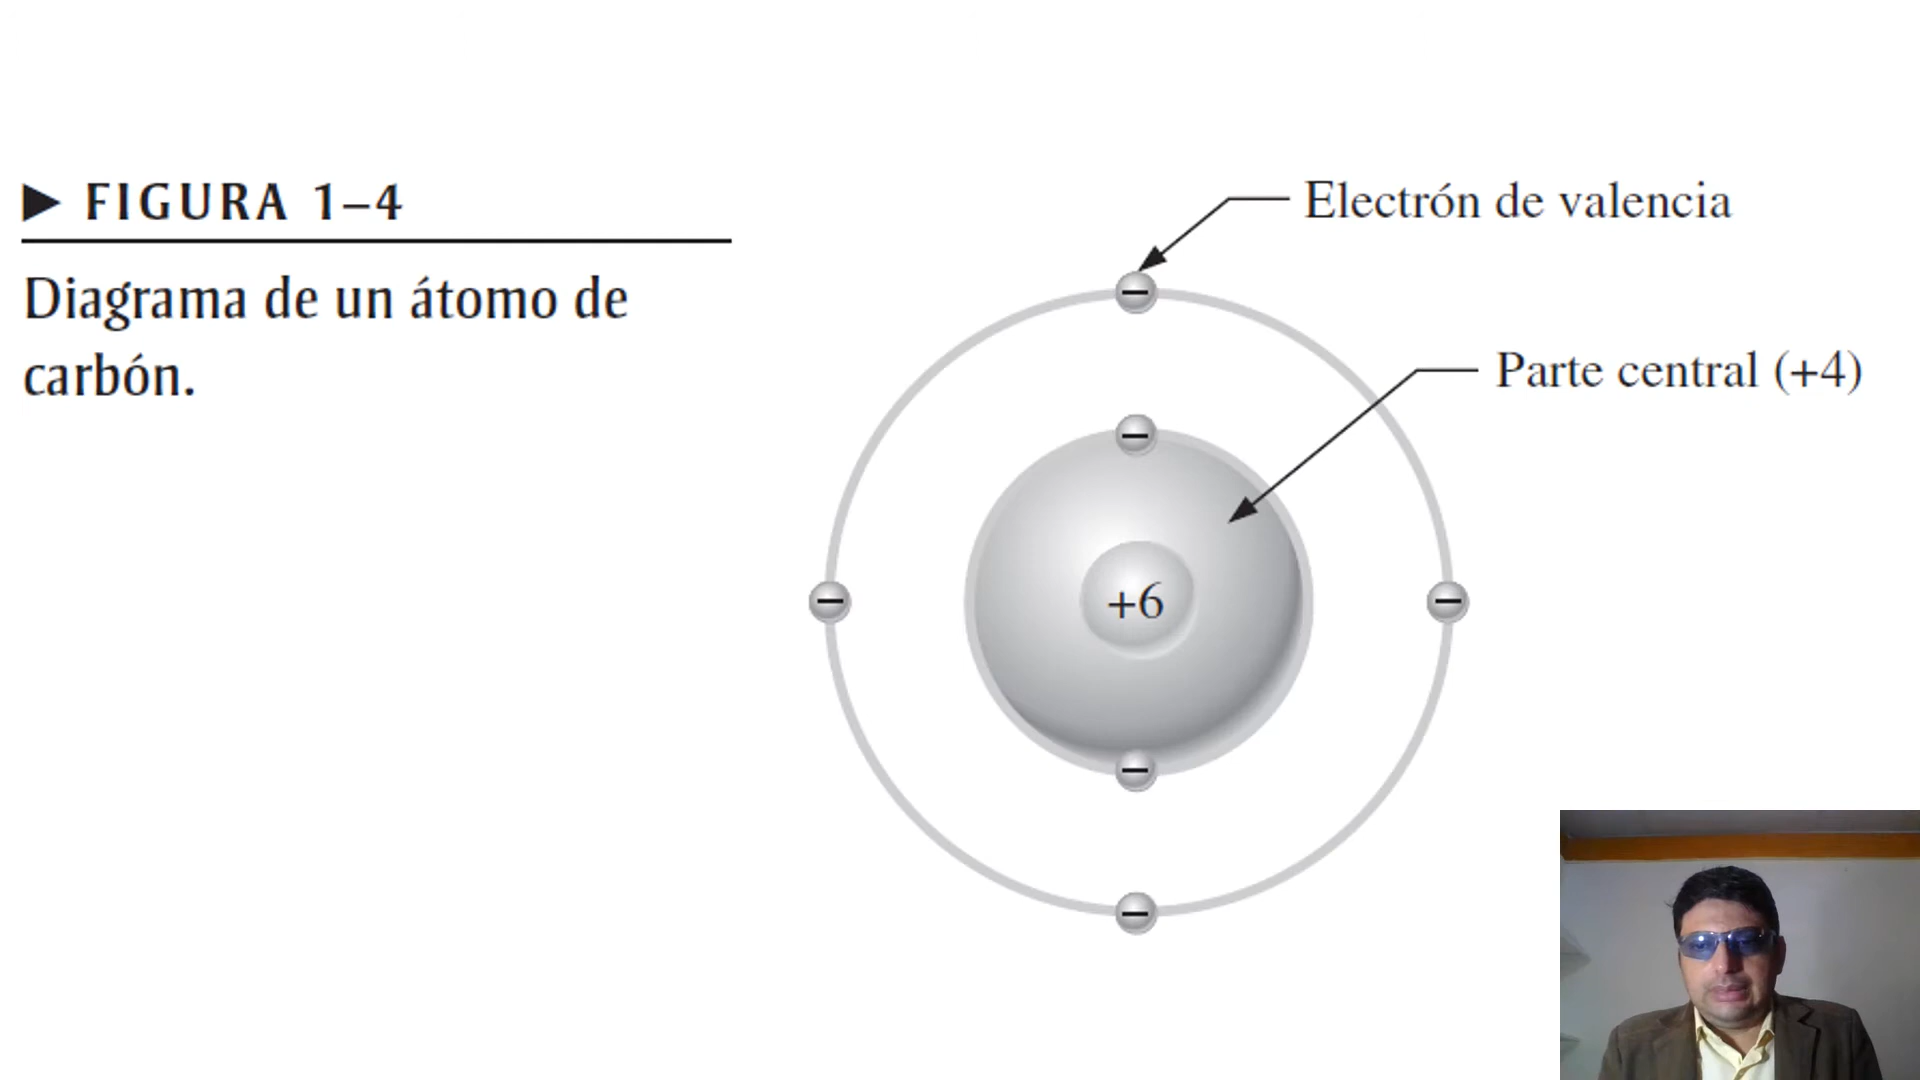 ▶ FIGURA 1–4
Diagrama de un átomo de
carbón.
Electrón de valencia
Parte central (+4)
−
−
+6
−
−
−
−